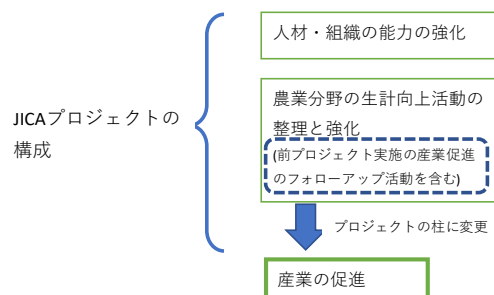 人材・組織の能力の強化
JICAプロジェクトの
構成
農業分野の生計向上活動の
整理と強化
(前プロジェクト実施の産業促進
のフォローアップ活動を含む)
プロジェクトの柱に変更
産業の促進